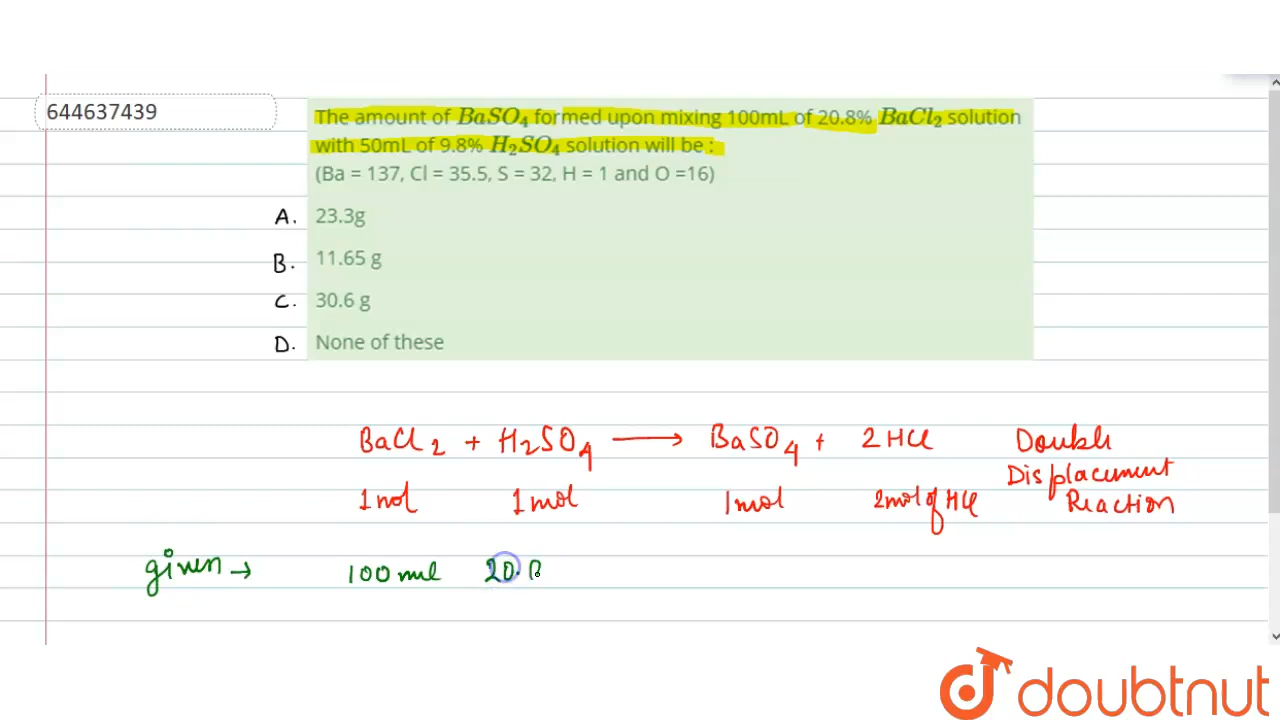 644637439
The amount of BaSO₄ formed upon mixing 100mL of 20.8% BaCl₂ solution
with 50mL of 9.8% H₂SO₄ solution will be :
(Ba = 137, Cl = 35.5, S = 32, H = 1 and O =16)
A. 23.3g
B. 11.65 g
C. 30.6 g
D. None of these
BaCl₂ + H₂SO₄ ⟶ BaSO₄ + 2HCl Double
Displacement
1mol 1mol 1mol 2mol of HCl Reaction
given → 100 ml 20.
doubtnut